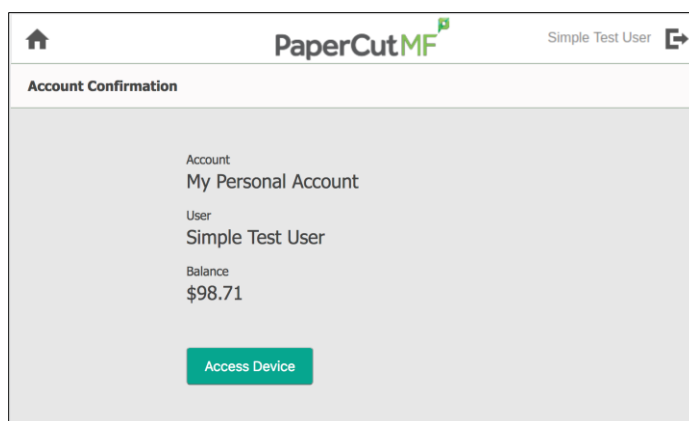 PaperCutMF
Simple Test User
Account Confirmation
Account
My Personal Account
User
Simple Test User
Balance
$98.71
Access Device